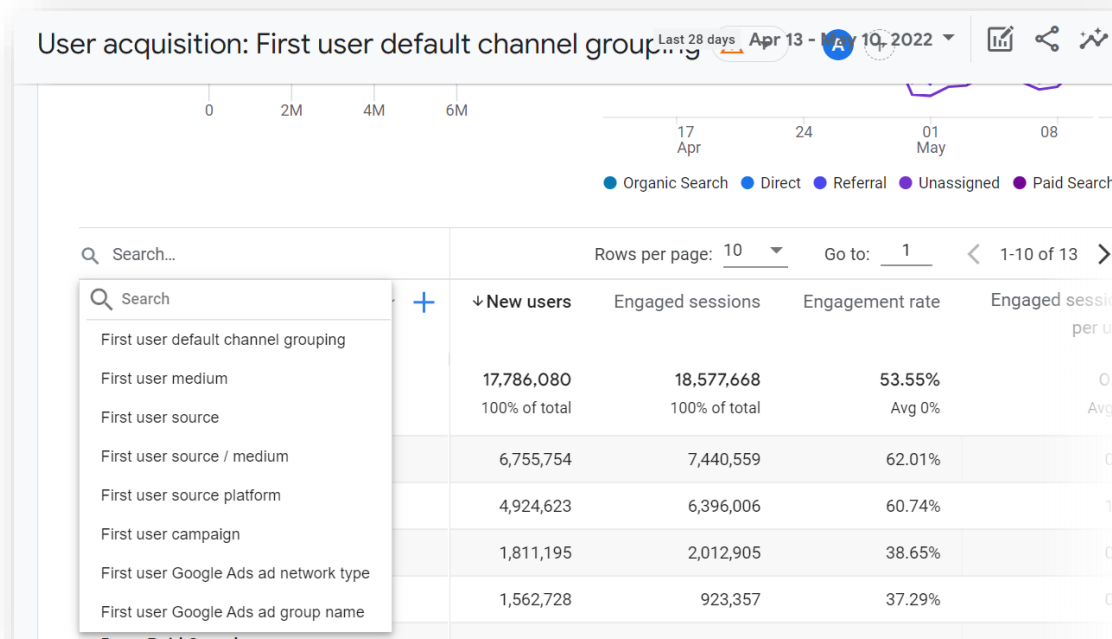 User acquisition: First user default channel grouping
Last 28 days Apr 13 - May 10, 2022
A
0 2M 4M 6M
17 24 01 08
Apr May
Organic Search Direct Referral Unassigned Paid Search
Search...
Rows per page: 10 Go to: 1 1-10 of 13
Search
New users Engaged sessions Engagement rate Engaged
per
First user default channel grouping
First user medium
17,786,080 18,577,668 53.55%
100% of total 100% of total Avg 0%
First user source
First user source / medium
6,755,754 7,440,559 62.01%
First user source platform
4,924,623 6,396,006 60.74%
First user campaign
1,811,195 2,012,905 38.65%
First user Google Ads ad network type
1,562,728 923,357 37.29%
First user Google Ads ad group name